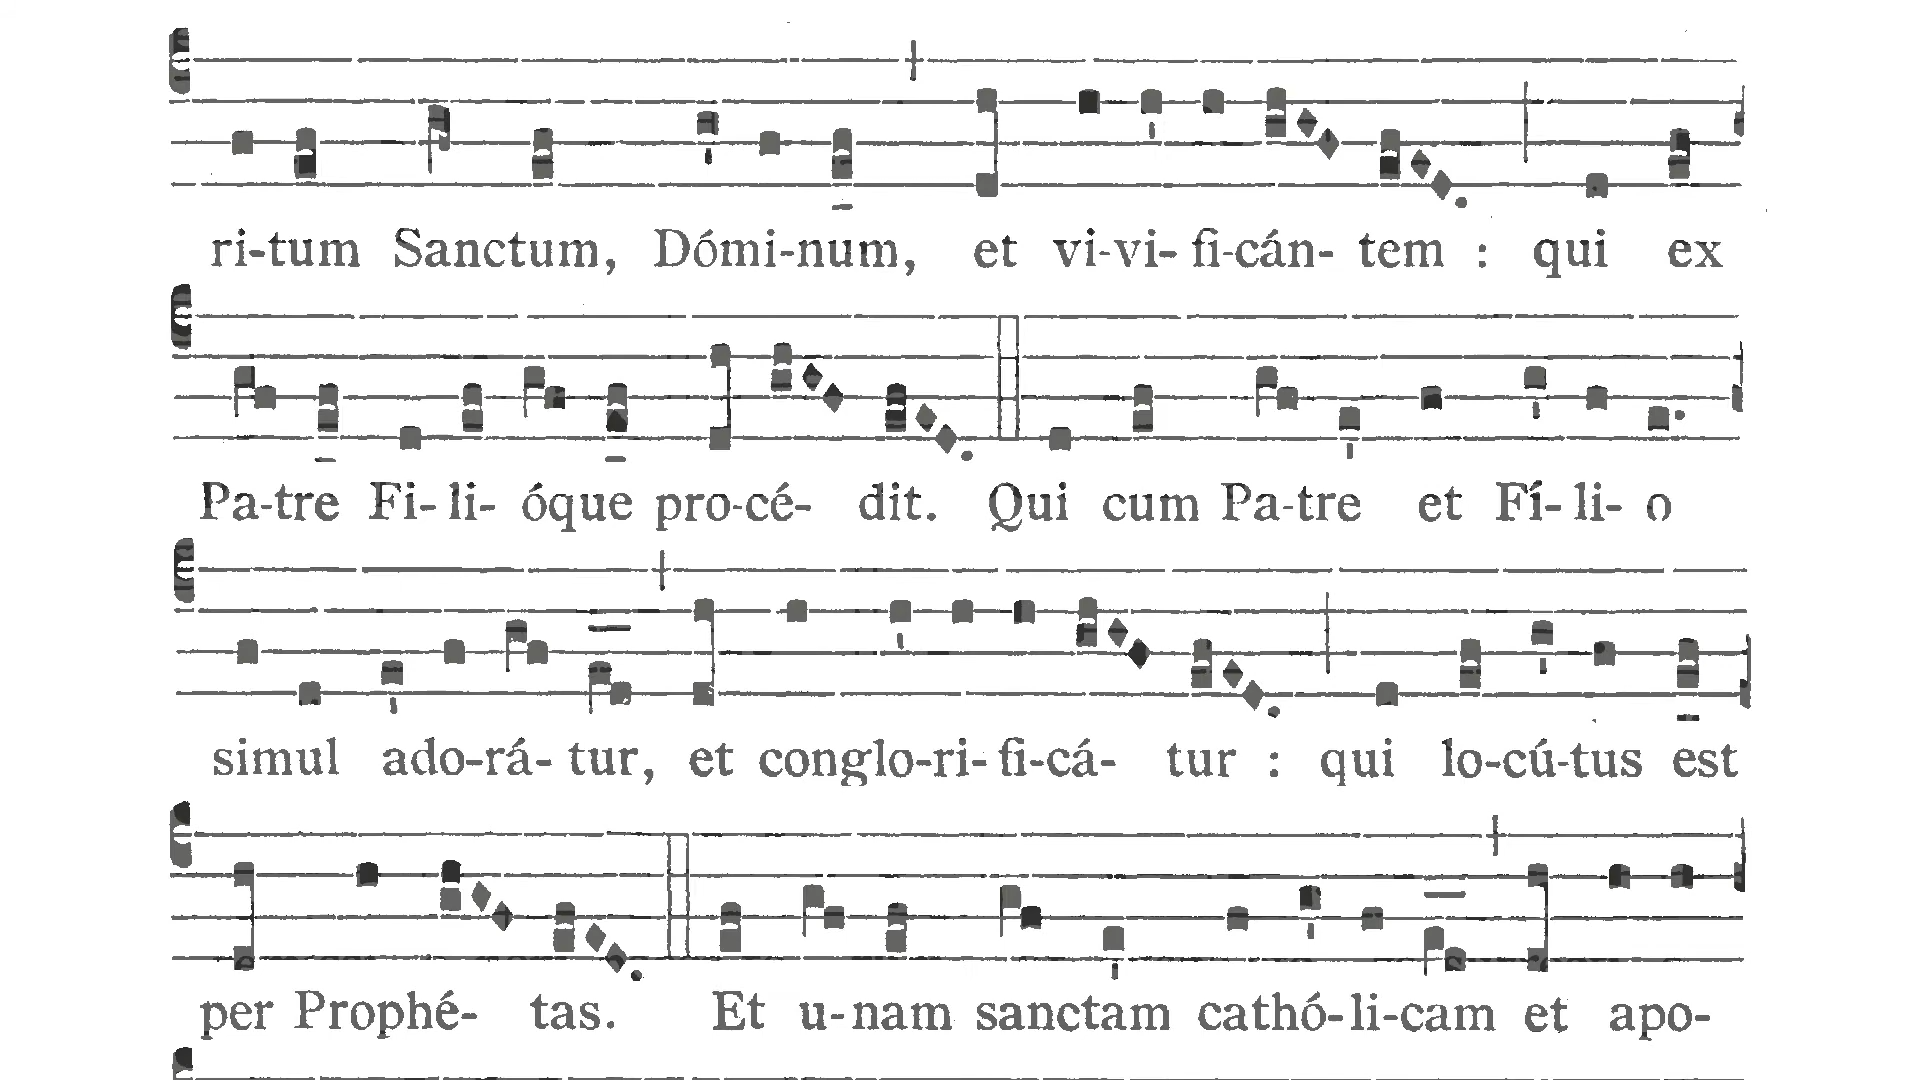 ri-tum Sanctum, Dómi-num, et vi-vi-fi-cán-tem : qui ex
Pa-tre Fi-li-óque pro-cé-dit. Qui cum Pa-tre et Fí-li-o
simul ado-rá-tur, et conglo-ri-fi-cá-tur : qui lo-cú-tus est
per Prophé-tas. Et u-nam sanctam cathó-li-cam et apo-